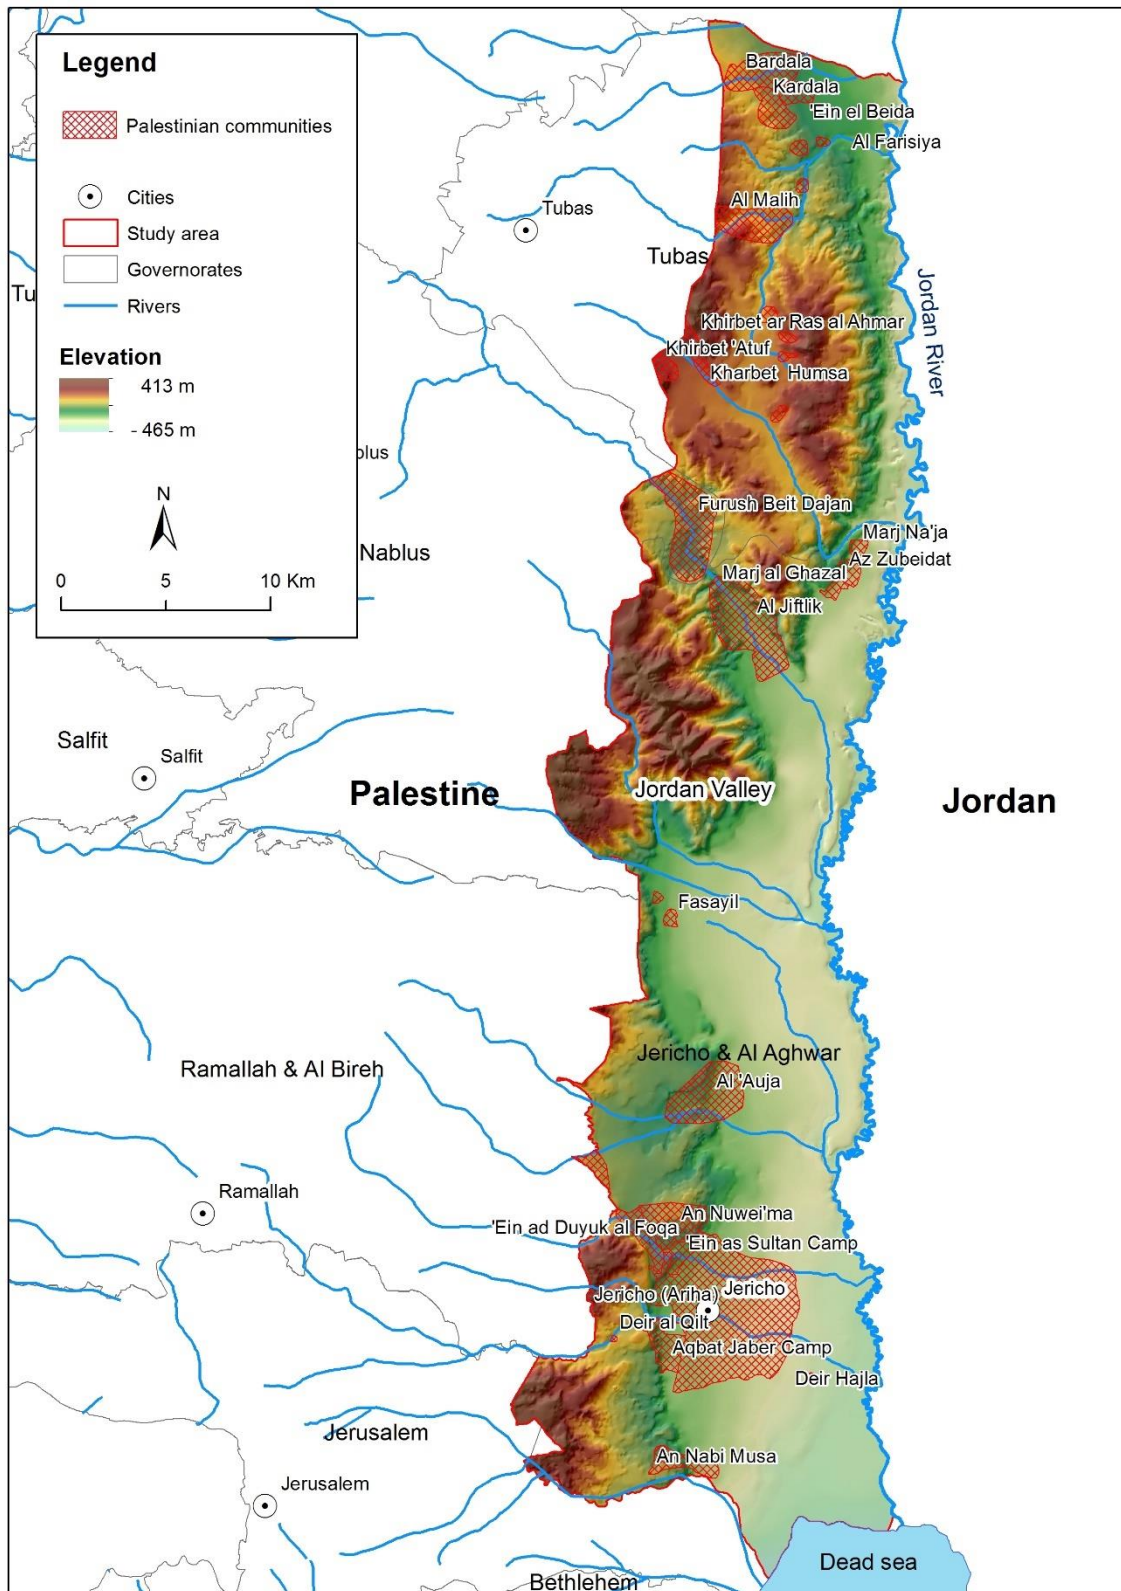 Legend
Palestinian communities
Cities
Study area
Governorates
Rivers
Elevation
413 m
- 465 m
N
0 5 10 Km
Tu
olus
Nablus
Bardala
Kardala
'Ein el Beida
Al Farisiya
Tubas
Al Malih
Tubas
Jordan River
Khirbet ar Ras al Ahmar
Khirbet 'Atuf
Kharbet Humsa
Furush Beit Dajan
Marj Na'ja
Az Zubeidat
Marj al Ghazal
Al Jiftlik
Salfit
Salfit
Palestine
Jordan Valley
Jordan
Fasayil
Jericho & Al Aghwar
Ramallah & Al Bireh
Al 'Auja
Ramallah
An Nuwei'ma
'Ein ad Duyuk al Foqa
'Ein as Sultan Camp
Jericho
Jericho (Ariha)
Deir al Qilt
Aqbat Jaber Camp
Deir Hajla
Jerusalem
An Nabi Musa
Jerusalem
Dead sea
Bethlehem